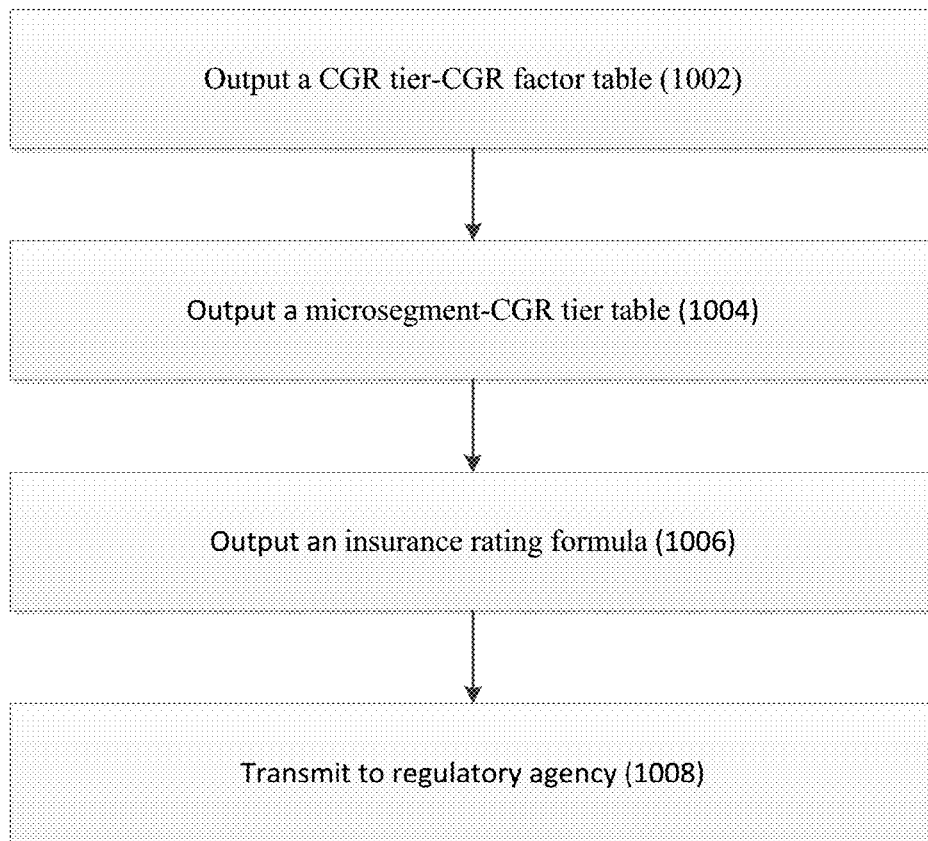 Output a CGR tier-CGR factor table (1002)
Output a microsegment-CGR tier table (1004)
Output an insurance rating formula (1006)
Transmit to regulatory agency (1008)